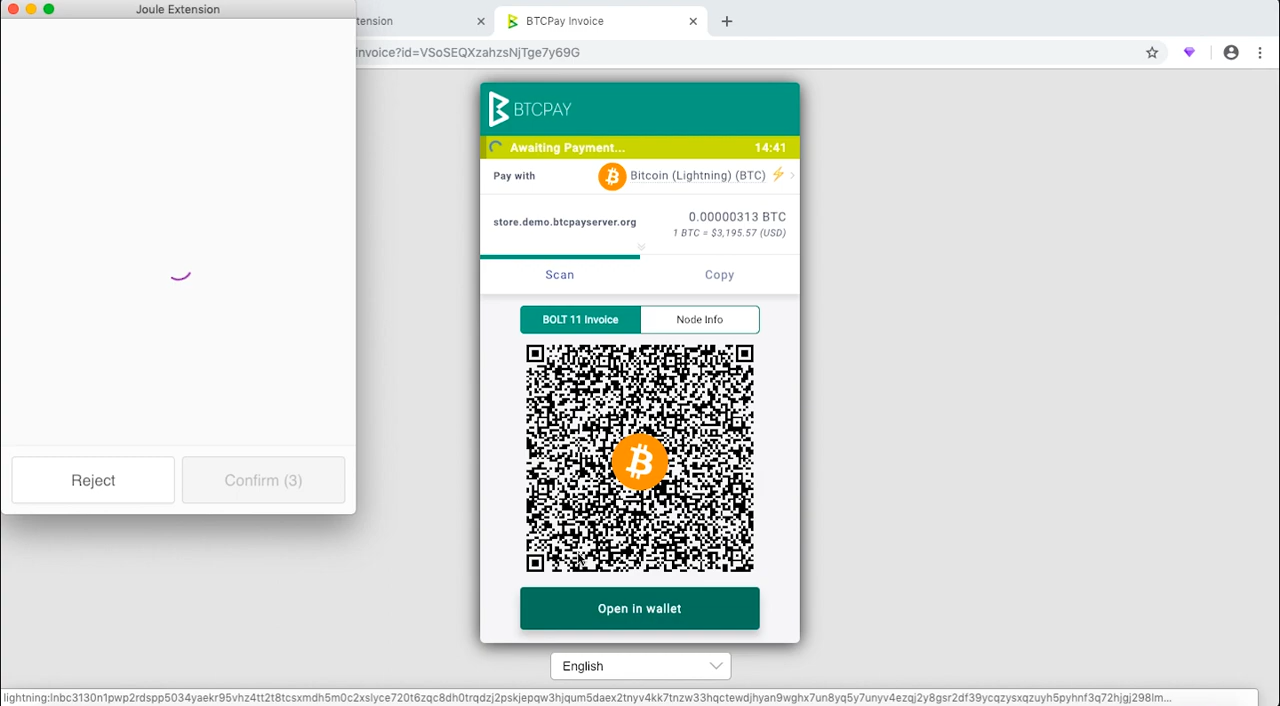 Joule Extension
tension
BTCPay Invoice
invoice?id=VSoSEQXzahzsNjTge7y69G
BTCPAY
Awaiting Payment... 14:41
Pay with Bitcoin (Lightning) (BTC)
store.demo.btcpayserver.org
0.00000313 BTC
1 BTC = $3,195.57 (USD)
Scan Copy
BOLT 11 Invoice Node Info
Reject Confirm (3)
Open in wallet
English
lightning:lnbc3130n1pwp2rdspp5034yaekr95vhz4tt2t8tcsxmdh5m0c2xslyce720t6zqc8dh0trqdzj2pskjepqw3hjqum5daex2tnyv4kk7tnzw33hqctewdjhyan9wghx7un8yq5y7unyv4ezqj2y8gsr2df39ycqzysxqzuyh5pyhnf3q72hjgj298lm...